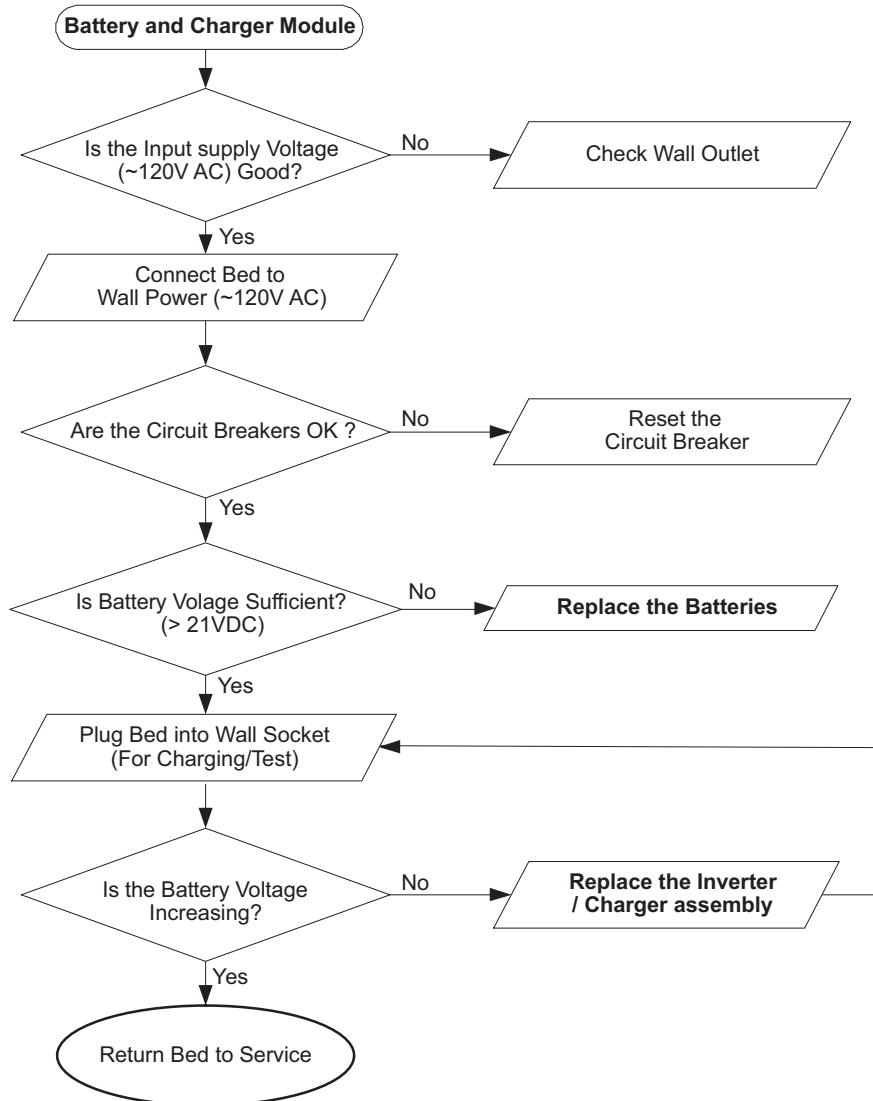 Battery and Charger Module
Is the Input supply Voltage
(~120V AC) Good?
No
Check Wall Outlet
Yes
Connect Bed to
Wall Power (~120V AC)
Are the Circuit Breakers OK ?
No
Reset the
Circuit Breaker
Yes
Is Battery Volage Sufficient?
(> 21VDC)
No
Replace the Batteries
Yes
Plug Bed into Wall Socket
(For Charging/Test)
Is the Battery Voltage
Increasing?
No
Replace the Inverter
/ Charger assembly
Yes
Return Bed to Service